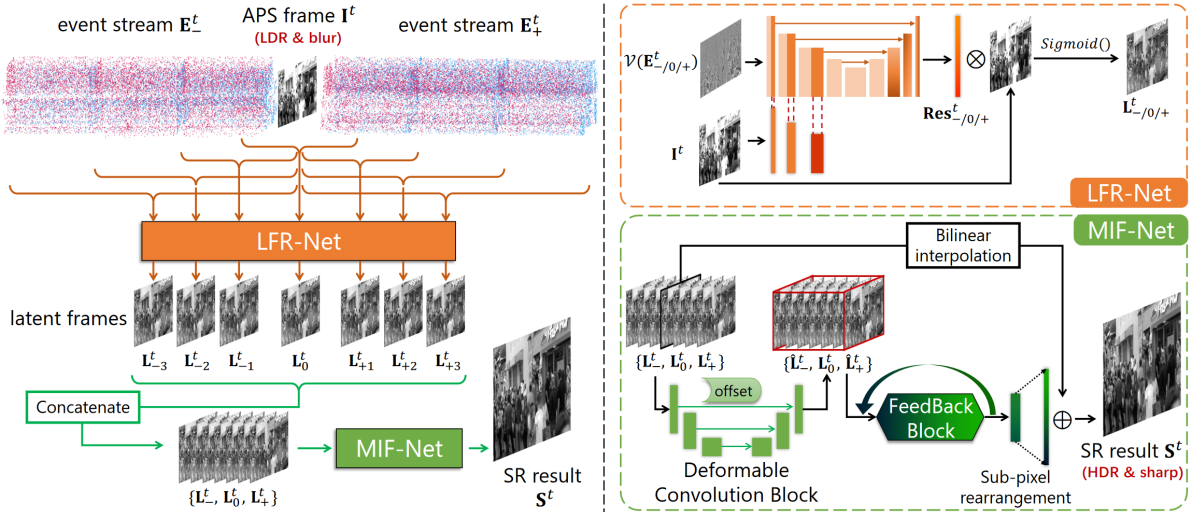 event stream E₋ᵗ
APS frame Iᵗ
(LDR & blur)
event stream E₊ᵗ
LFR-Net
latent frames
L₋₃ᵗ L₋₂ᵗ L₋₁ᵗ L₀ᵗ L₊₁ᵗ L₊₂ᵗ L₊₃ᵗ
Concatenate
{L₋ᵗ, L₀ᵗ, L₊ᵗ}
MIF-Net
SR result
Sᵗ
𝒱(E₋/₀/₊ᵗ)
Iᵗ
Res₋/₀/₊ᵗ
⊗
Sigmoid()
L₋/₀/₊ᵗ
LFR-Net
MIF-Net
Bilinear
interpolation
{L₋ᵗ, L₀ᵗ, L₊ᵗ}
{L̂₋ᵗ, L₀ᵗ, L̂₊ᵗ}
offset
Deformable
Convolution Block
FeedBack
Block
Sub-pixel
rearrangement
⊕
SR result Sᵗ
(HDR & sharp)